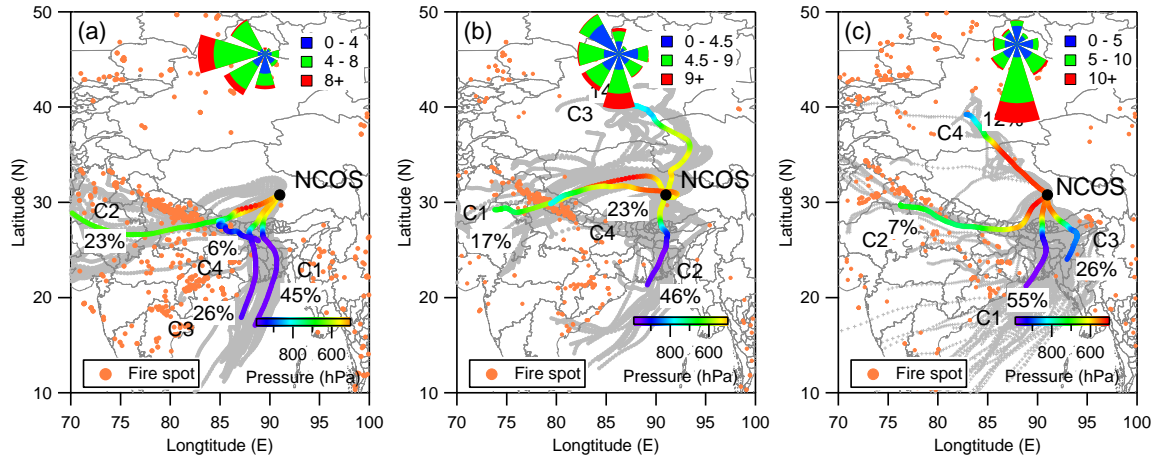 (a)
0 - 4
4 - 8
8+
NCOS
C2
23%
6%
C4
C1
45%
26%
C3
800 600
Pressure (hPa)
Fire spot
50
40
30
20
10
Latitude (N)
70 75 80 85 90 95 100
Longtitude (E)
(b)
0 - 4.5
4.5 - 9
9+
14
C3
NCOS
C1
23%
17%
C4
C2
46%
800 600
Pressure (hPa)
Fire spot
50
40
30
20
10
Latitude (N)
70 75 80 85 90 95 100
Longtitude (E)
(c)
0 - 5
5 - 10
10+
12%
C4
NCOS
7%
C2
C3
26%
55%
C1
800 600
Pressure (hPa)
Fire spot
50
40
30
20
10
Latitude (N)
70 75 80 85 90 95 100
Longtitude (E)